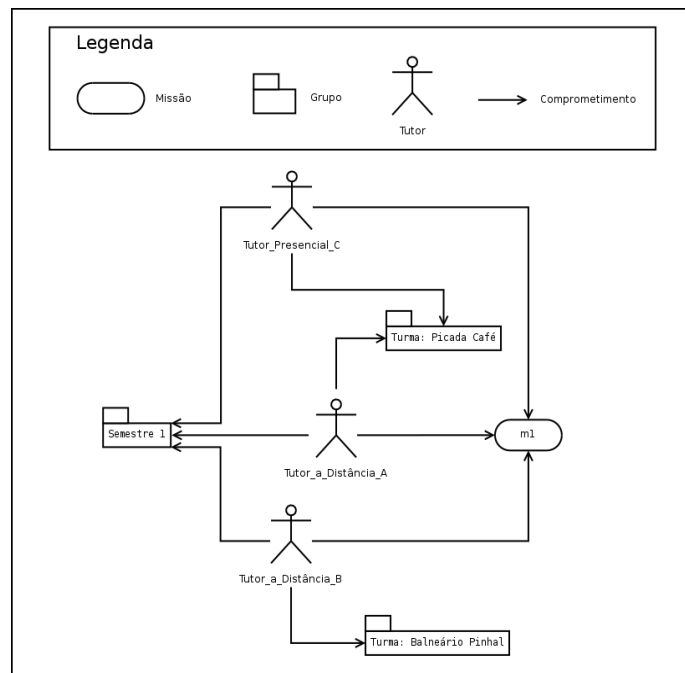 Legenda
Missão
Grupo
Tutor
Comprometimento
Tutor_Presencial_C
Turma: Picada Café
Semestre 1
m1
Tutor_a_Distância_A
Tutor_a_Distância_B
Turma: Balneário Pinhal